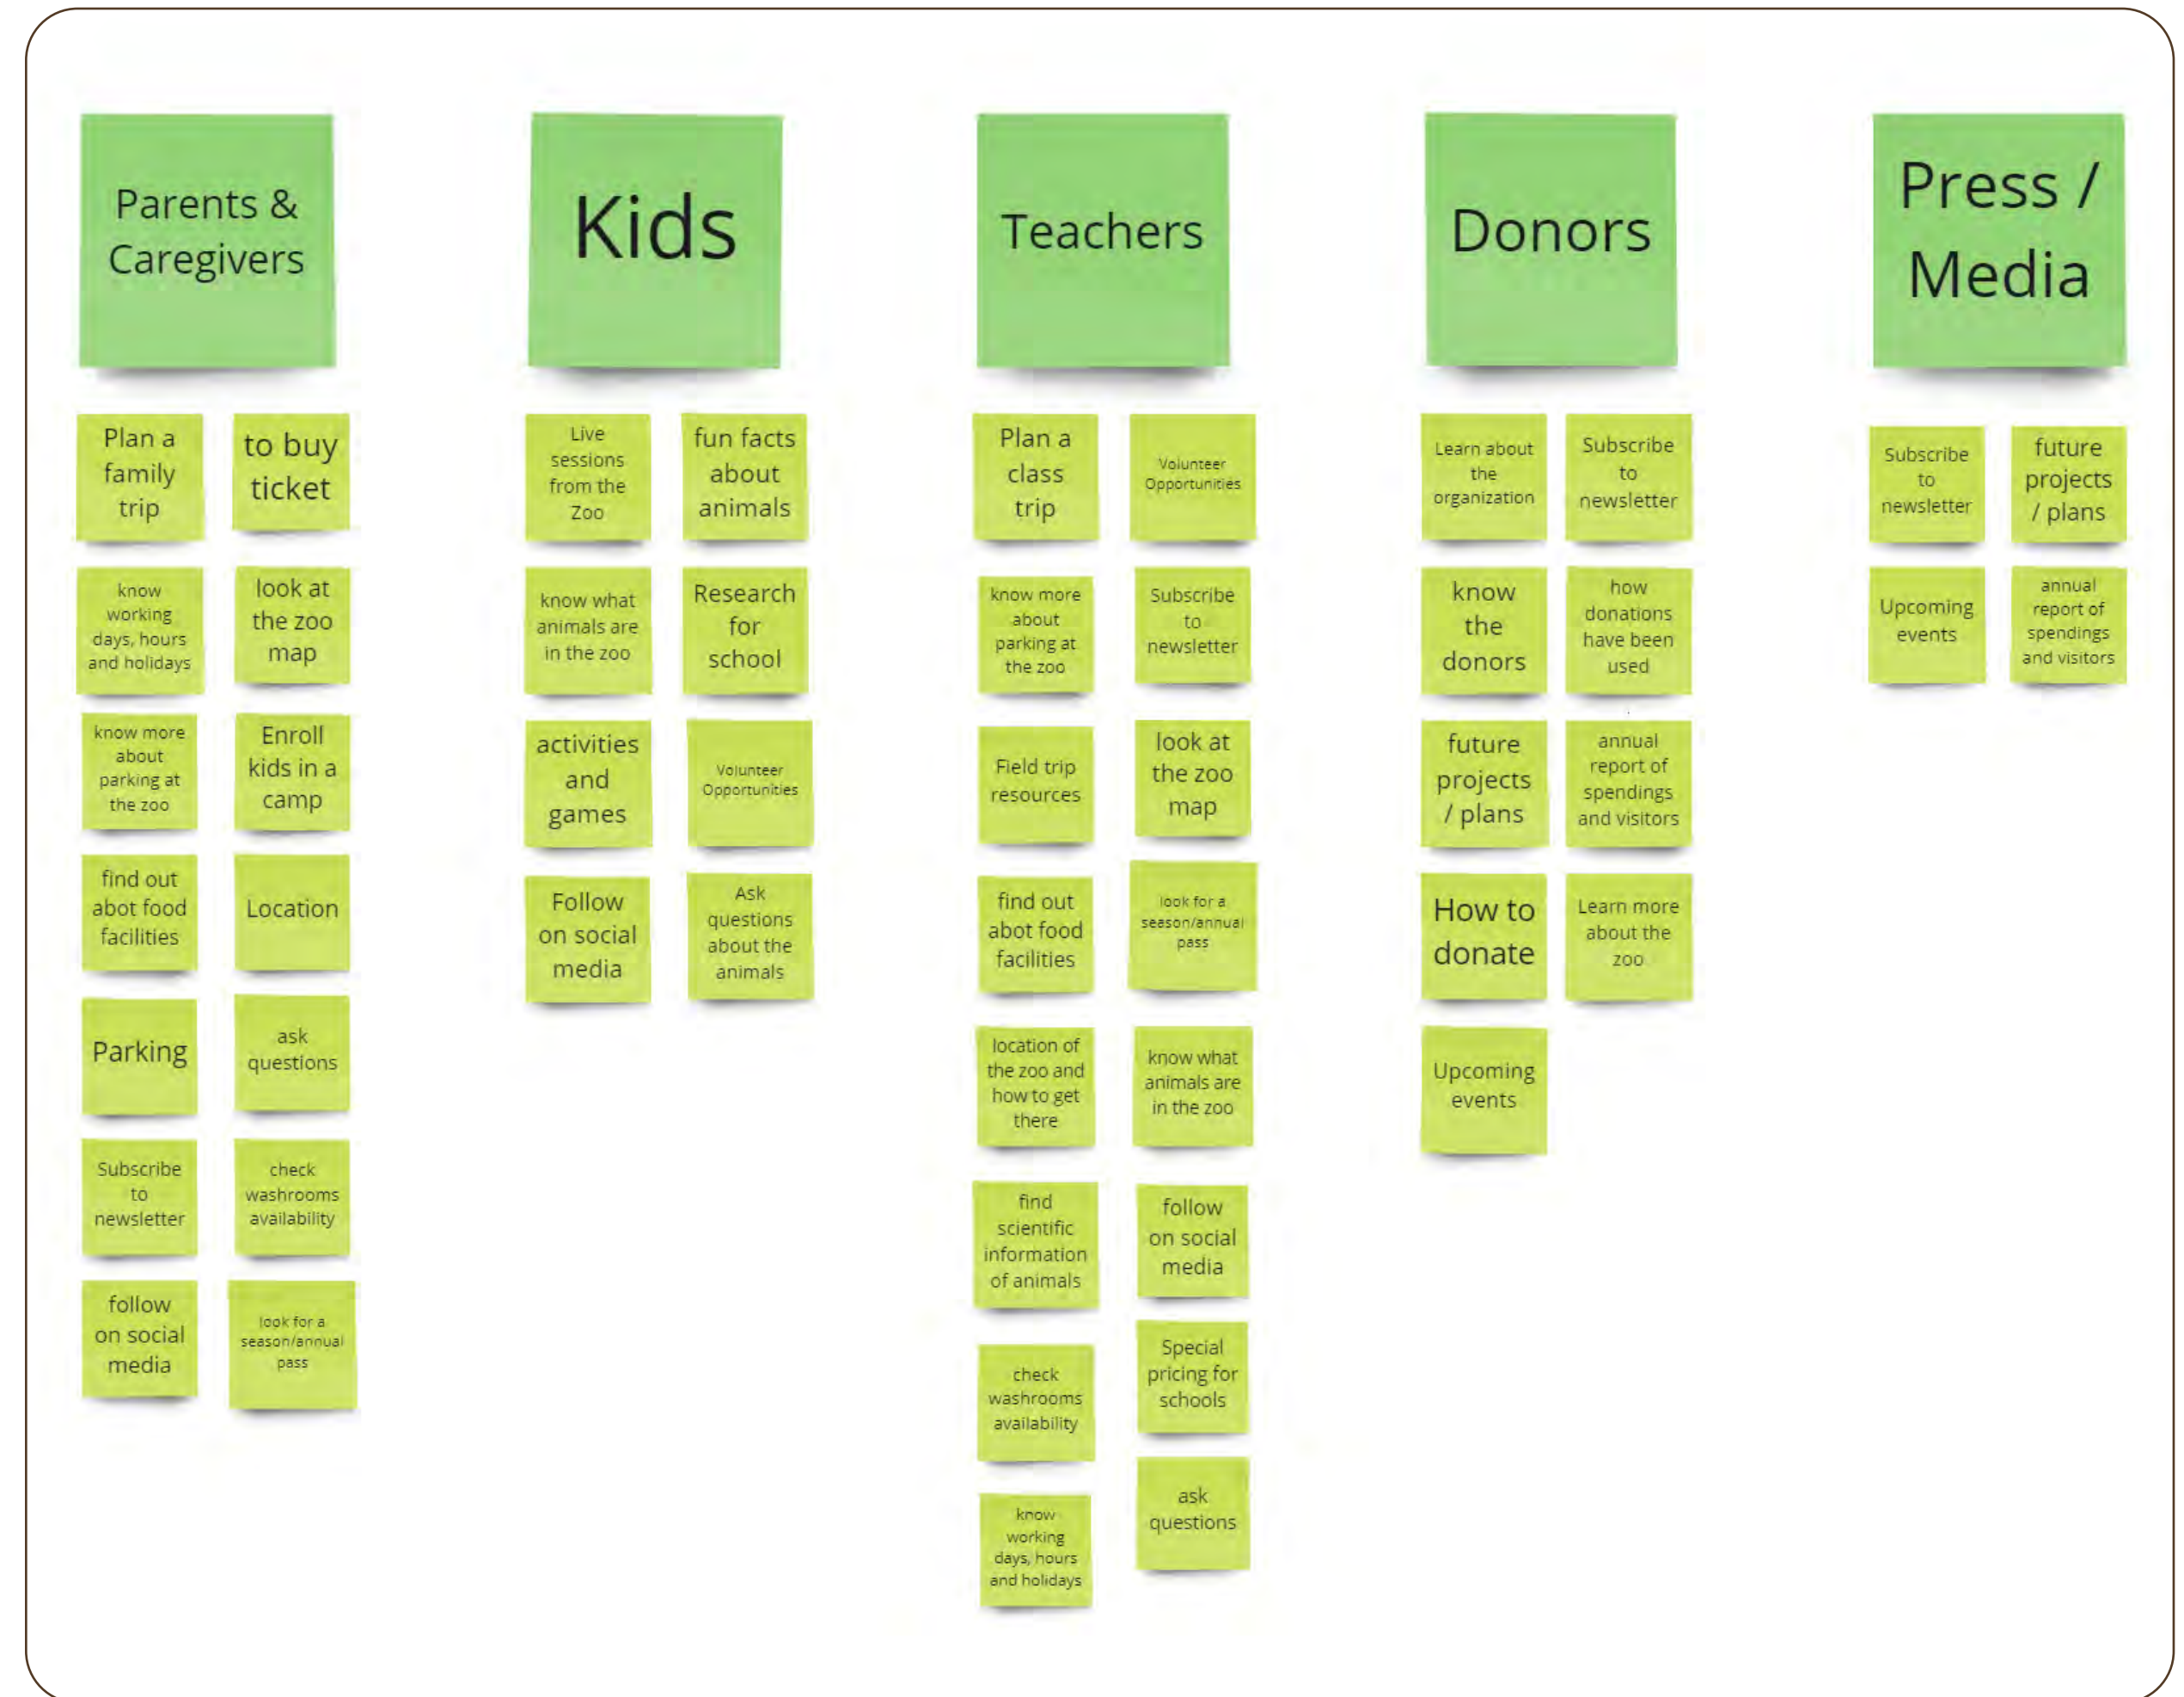 Parents &
Caregivers
Kids
Teachers
Donors
Press /
Media
Plan a
family
trip
to buy
ticket
know
working
days, hours
and holidays
look at
the zoo
map
know more
about
parking at
the zoo
Enroll
kids in a
camp
find out
abot food
facilities
Location
Parking
ask
questions
Subscribe
to
newsletter
check
washrooms
availability
follow
on social
media
look for a
season/annual
pass
Live
sessions
from the
Zoo
fun facts
about
animals
know what
animals are
in the zoo
Research
for
school
activities
and
games
Volunteer
Opportunities
Follow
on social
media
Ask
questions
about the
animals
Plan a
class
trip
Volunteer
Opportunities
know more
about
parking at
the zoo
Subscribe
to
newsletter
Field trip
resources
look at
the zoo
map
find out
abot food
facilities
look for a
season/annual
pass
location of
the zoo and
how to get
there
know what
animals are
in the zoo
find
scientific
information
of animals
follow
on social
media
check
washrooms
availability
Special
pricing for
schools
know
working
days, hours
and holidays
ask
questions
Learn about
the
organization
Subscribe
to
newsletter
know
the
donors
how
donations
have been
used
future
projects
/ plans
annual
report of
spendings
and visitors
How to
donate
Learn more
about the
zoo
Upcoming
events
Subscribe
to
newsletter
future
projects
/ plans
Upcoming
events
annual
report of
spendings
and visitors